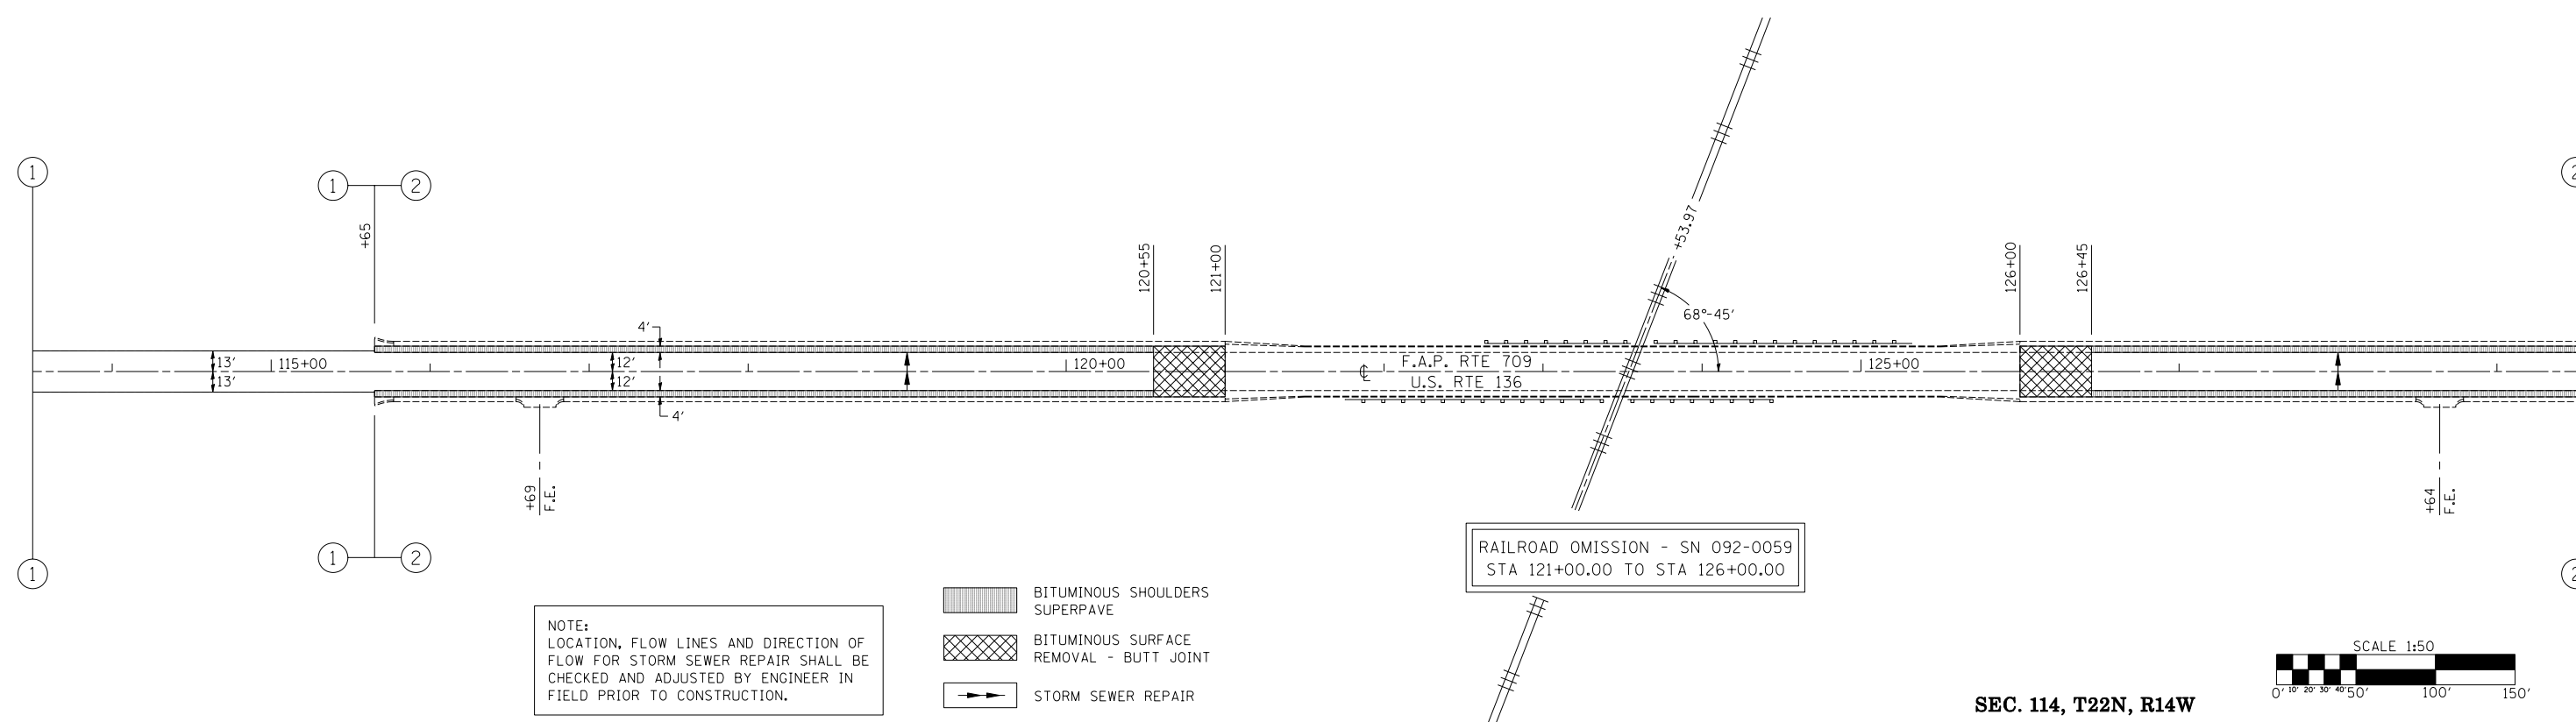 +53.97
1
1
2
2
+65
120+55
121+00
126+00
126+45
68°-45'
4'
13'
115+00
12'
120+00
F.A.P. RTE 709
125+00
℄
13'
12'
U.S. RTE 136
4'
+69
F.E.
+64
F.E.
RAILROAD OMISSION - SN 092-0059
STA 121+00.00 TO STA 126+00.00
1
1
2
2
NOTE:
LOCATION, FLOW LINES AND DIRECTION OF
FLOW FOR STORM SEWER REPAIR SHALL BE
CHECKED AND ADJUSTED BY ENGINEER IN
FIELD PRIOR TO CONSTRUCTION.
BITUMINOUS SHOULDERS
SUPERPAVE
BITUMINOUS SURFACE
REMOVAL - BUTT JOINT
STORM SEWER REPAIR
SCALE 1:50
0' 10' 20' 30' 40' 50' 100' 150'
SEC. 114, T22N, R14W